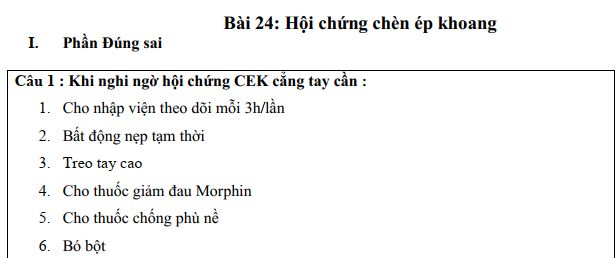 Bài 24: Hội chứng chèn ép khoang
I. Phần Đúng sai
Câu 1 : Khi nghi ngờ hội chứng CEK cẳng tay cần :
1. Cho nhập viện theo dõi mỗi 3h/lần
2. Bất động nẹp tạm thời
3. Treo tay cao
4. Cho thuốc giảm đau Morphin
5. Cho thuốc chống phù nề
6. Bó bột